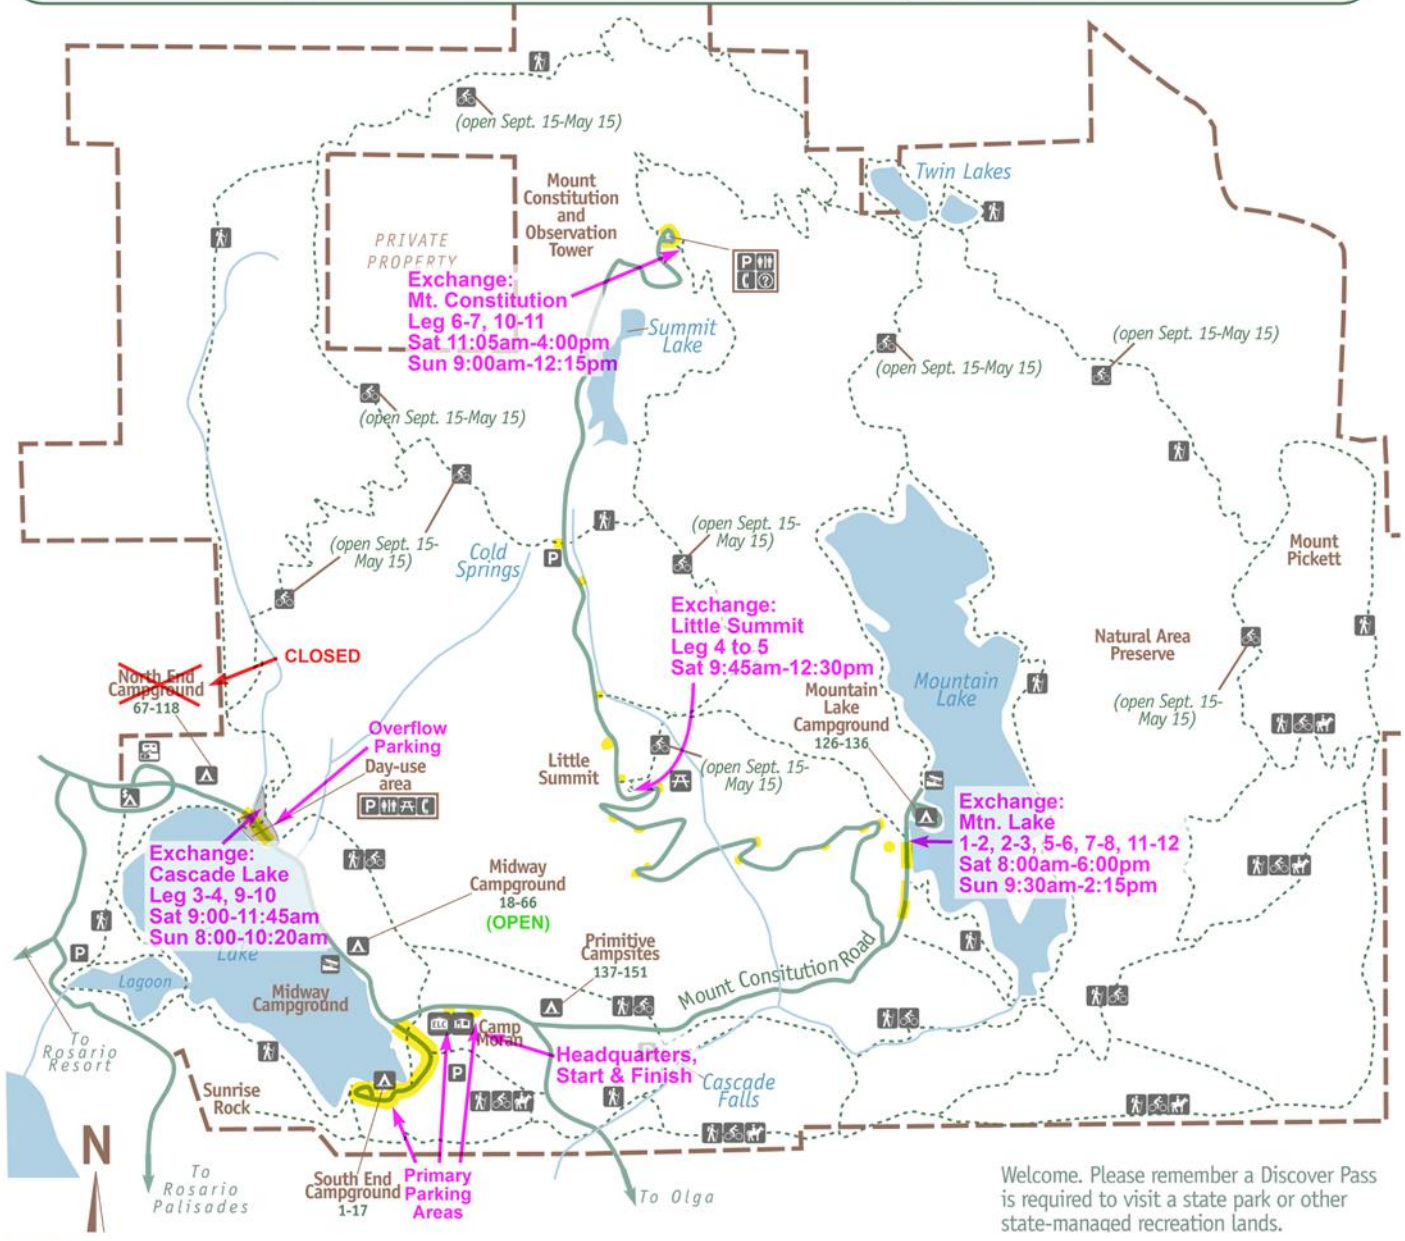 (open Sept. 15-May 15)
Twin Lakes
Mount
Constitution
and
Observation
Tower
PRIVATE
PROPERTY
P
Exchange:
Mt. Constitution
Leg 6-7, 10-11
Sat 11:05am-4:00pm
Sun 9:00am-12:15pm
Summit
Lake
(open Sept. 15-May 15)
(open Sept. 15-May 15)
(open Sept. 15-May 15)
(open Sept. 15-
May 15)
Cold
Springs
P
(open Sept. 15-
May 15)
Mount
Pickett
Exchange:
Little Summit
Leg 4 to 5
Sat 9:45am-12:30pm
Natural Area
Preserve
(open Sept. 15-
May 15)
CLOSED
North End
Campground
67-118
Mountain
Lake
Campground
126-136
Mountain
Lake
Overflow
Parking
Day-use
area
P
Little
Summit
(open Sept. 15-
May 15)
Exchange:
Mtn. Lake
1-2, 2-3, 5-6, 7-8, 11-12
Sat 8:00am-6:00pm
Sun 9:30am-2:15pm
Exchange:
Cascade Lake
Leg 3-4, 9-10
Sat 9:00-11:45am
Sun 8:00-10:20am
Lake
Midway
Campground
18-66
(OPEN)
Primitive
Campsites
137-151
Mount Consitution Road
P
Lagoon
Midway
Campground
ELC
Camp
Moran
P
Headquarters,
Start & Finish
Cascade
Falls
To
Rosario
Resort
Sunrise
Rock
N
To
Rosario
Palisades
South End
Campground
1-17
Primary
Parking
Areas
To Olga
Welcome. Please remember a Discover Pass
is required to visit a state park or other
state-managed recreation lands.